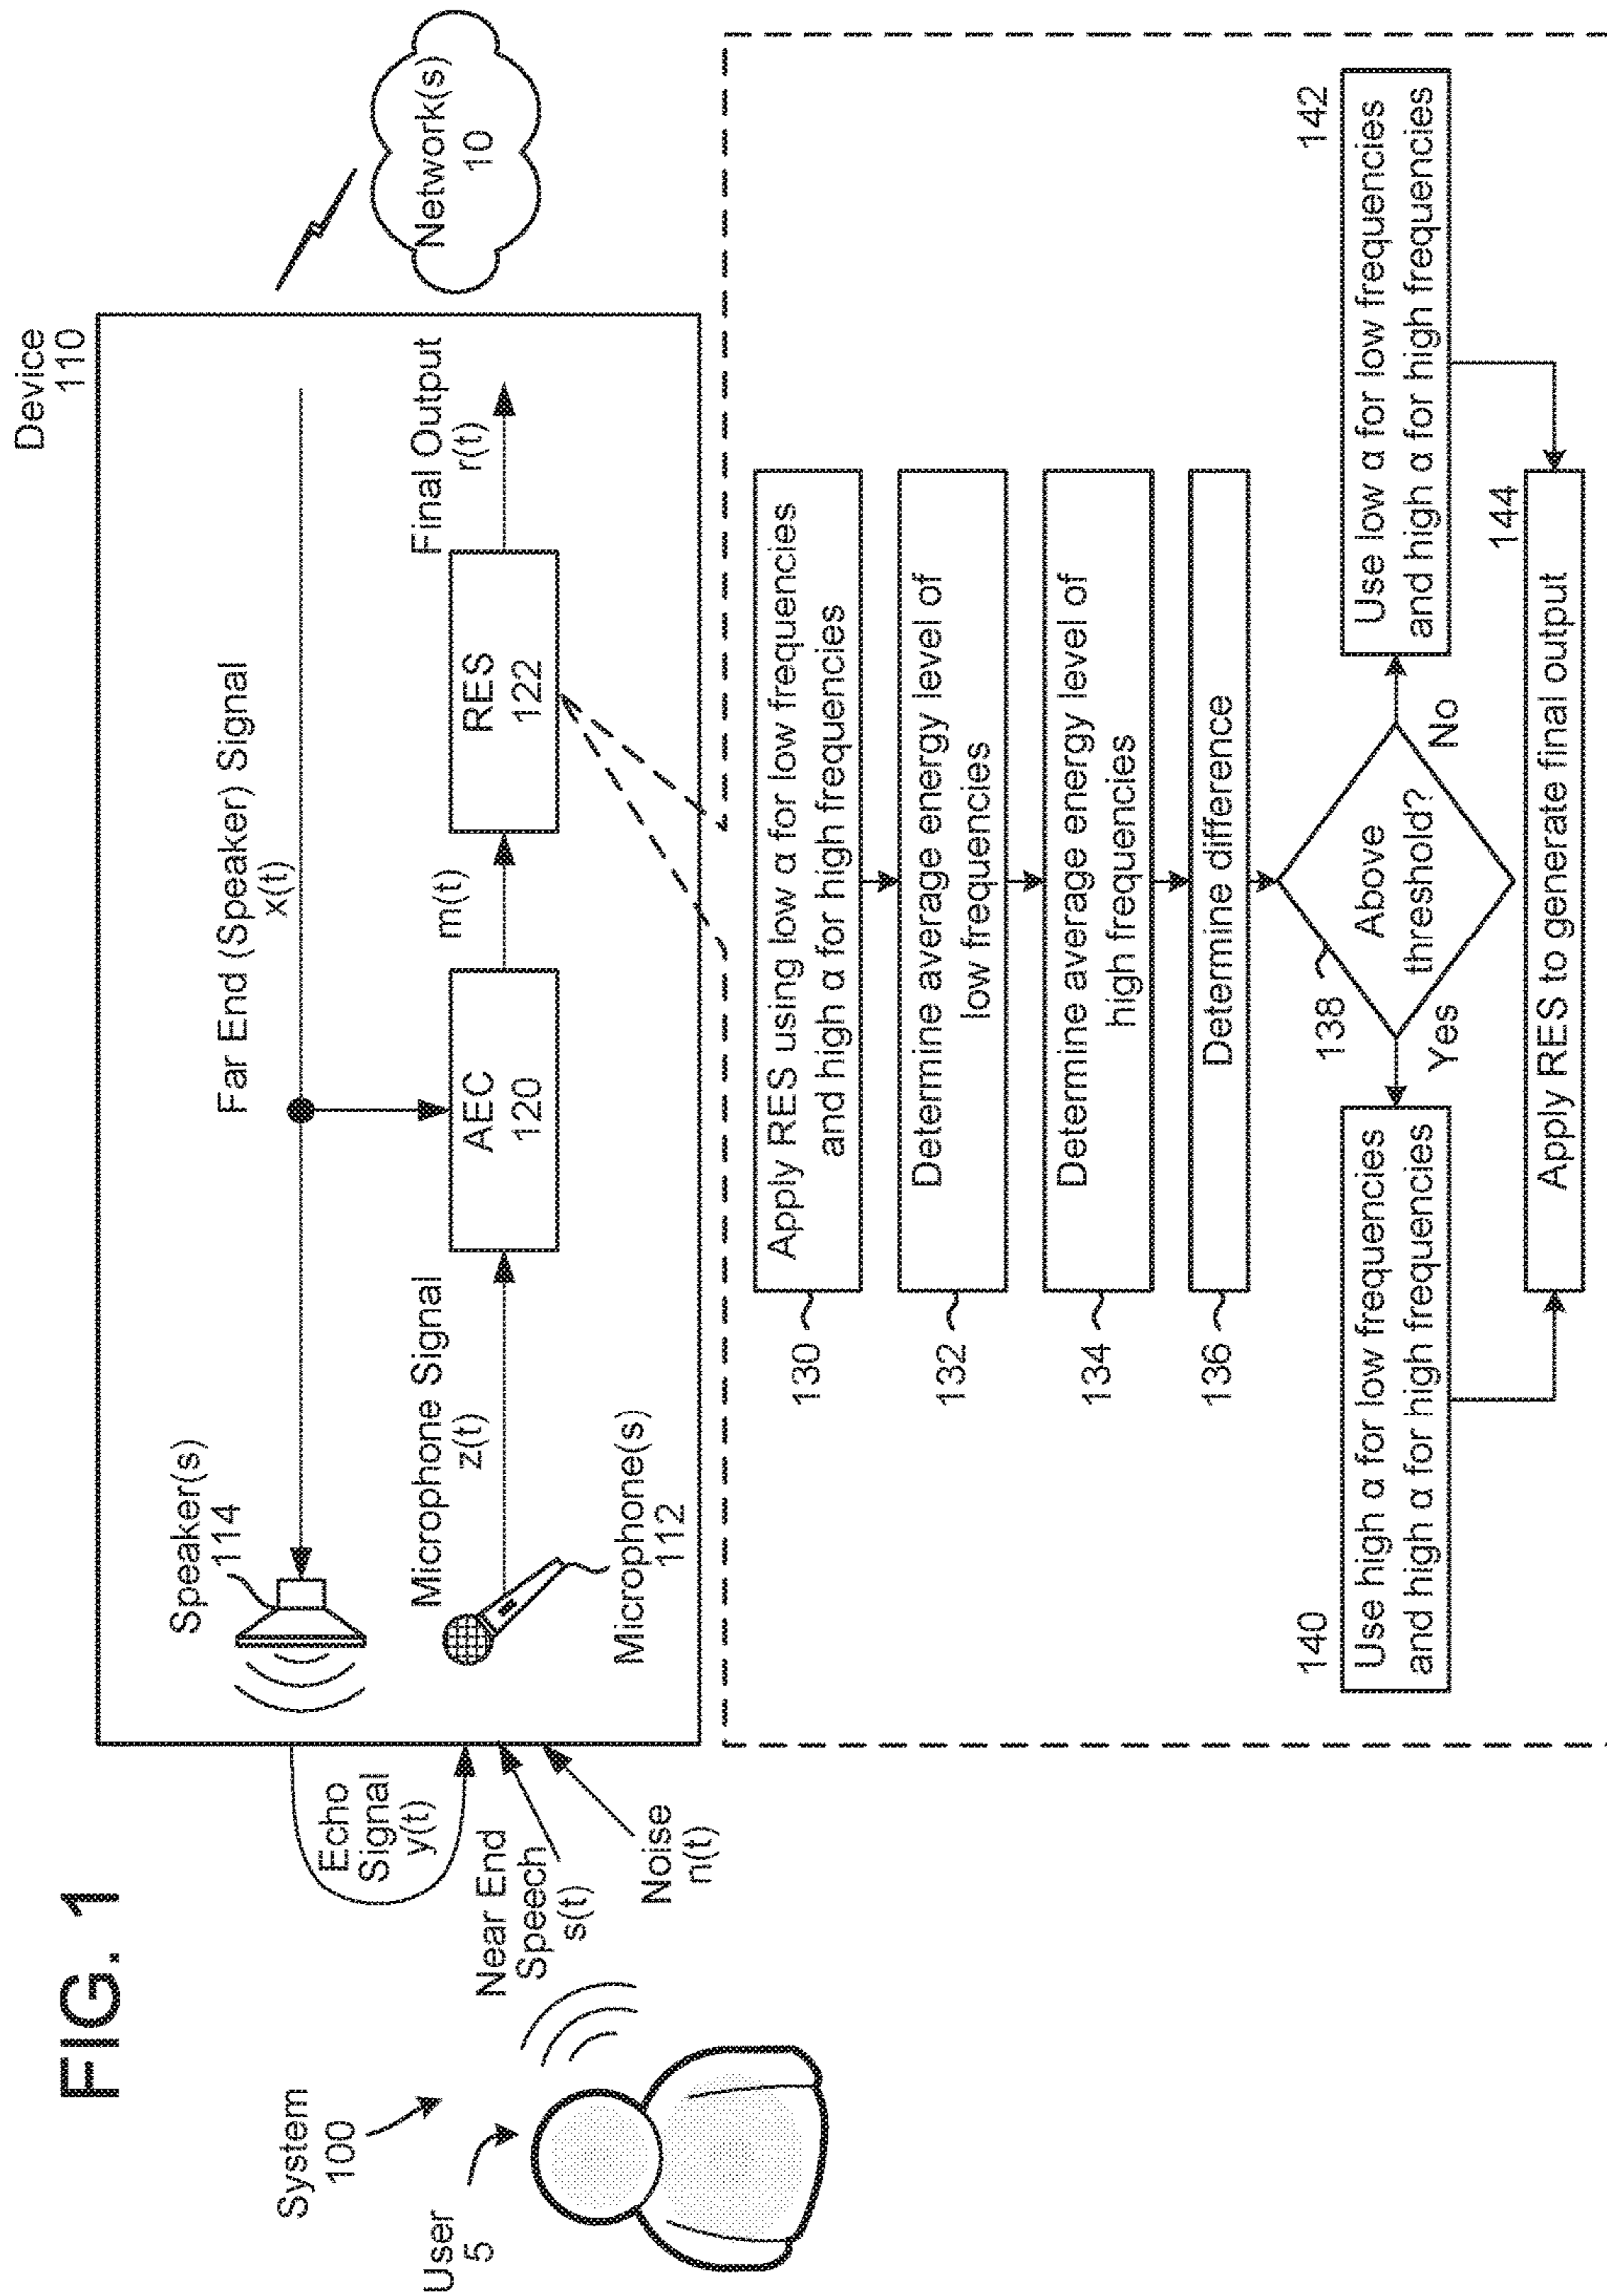 FIG. 1
System
100
User
5
Echo
Signal
y(t)
Near End
Speech
s(t)
Noise
n(t)
Device
110
Speaker(s)
114
Far End (Speaker) Signal
x(t)
Microphone Signal
z(t)
Microphone(s)
112
AEC
120
m(t)
RES
122
Final Output
r(t)
Network(s)
10
130
Apply RES using low α for low frequencies
and high α for high frequencies
132
Determine average energy level of
low frequencies
134
Determine average energy level of
high frequencies
136
Determine difference
138
Above
threshold?
Yes
No
140
Use high α for low frequencies
and high α for high frequencies
142
Use low α for low frequencies
and high α for high frequencies
144
Apply RES to generate final output